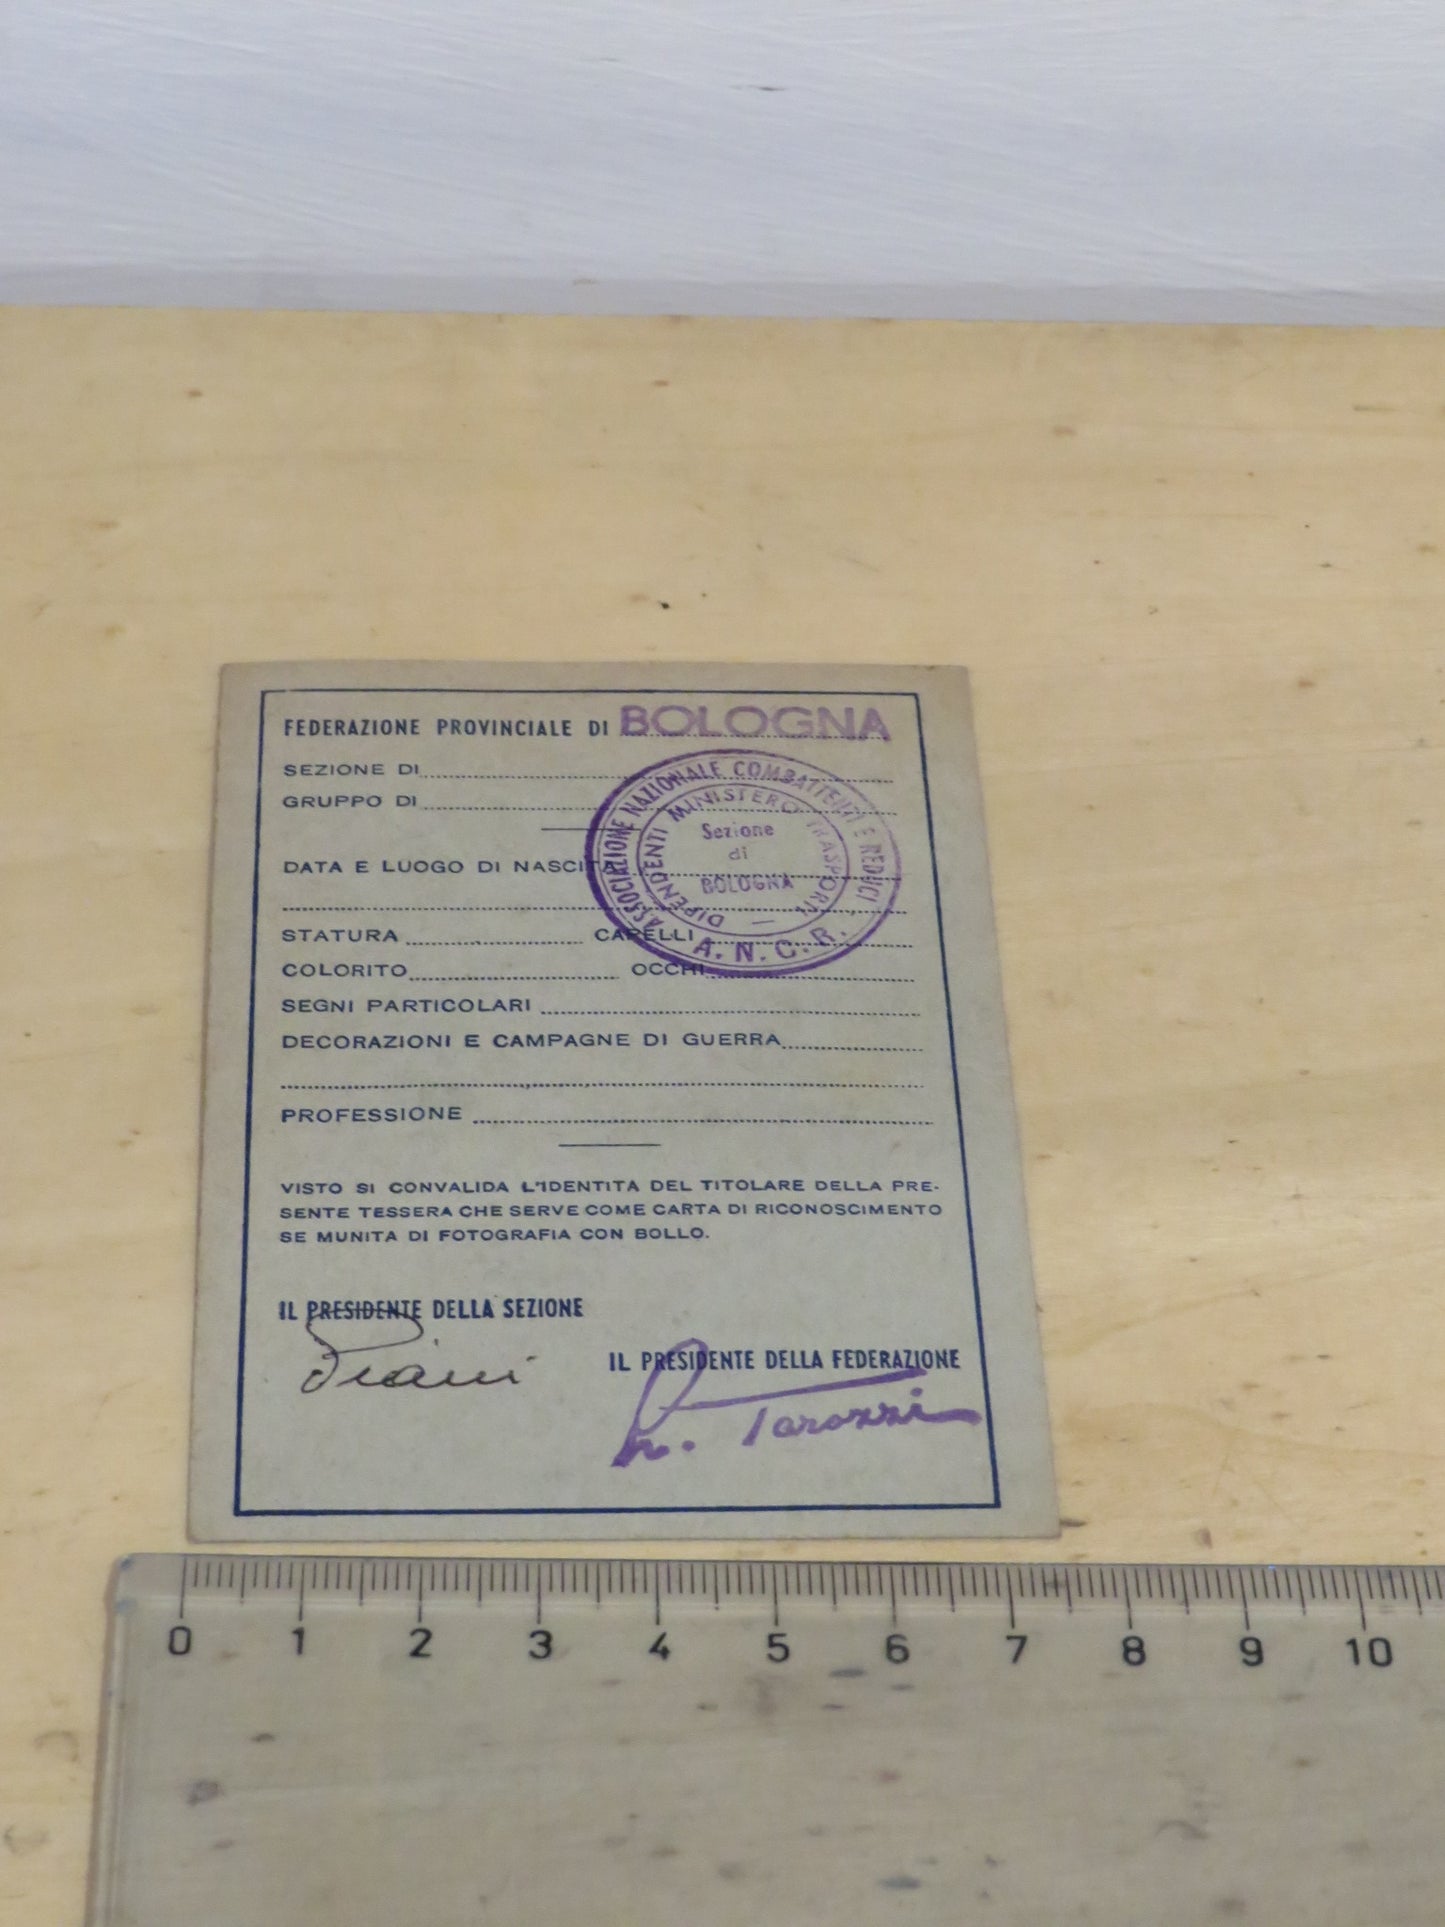 FEDERAZIONE PROVINCIALE DI BOLOGNA
SEZIONE DI
GRUPPO DI
ASSOCIAZIONE NAZIONALE COMBATTENTI E REDUCI
A.N.C.R.
DIPENDENTI MINISTERO TRASPORTI
Sezione
di
BOLOGNA
DATA E LUOGO DI NASCITA
STATURA CAPELLI
COLORITO OCCHI
SEGNI PARTICOLARI
DECORAZIONI E CAMPAGNE DI GUERRA
PROFESSIONE
VISTO SI CONVALIDA L'IDENTITA DEL TITOLARE DELLA PRE-
SENTE TESSERA CHE SERVE COME CARTA DI RICONOSCIMENTO
SE MUNITA DI FOTOGRAFIA CON BOLLO.
IL PRESIDENTE DELLA SEZIONE
IL PRESIDENTE DELLA FEDERAZIONE
Tarozzi
0 1 2 3 4 5 6 7 8 9 10